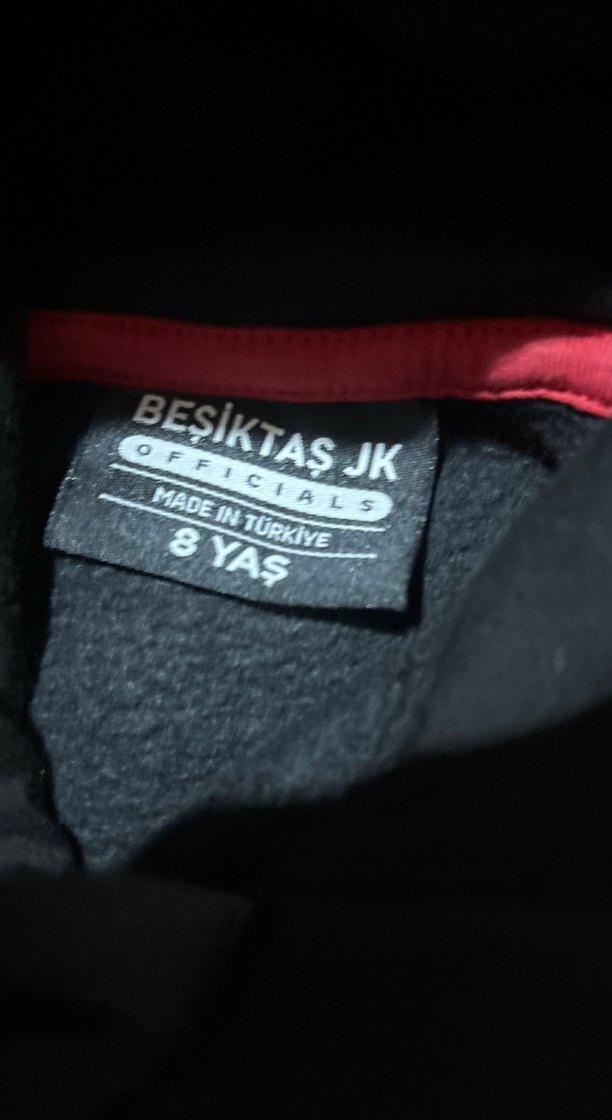 BEŞİKTAŞ JK
OFFICIALS
MADE IN TÜRKİYE
8 YAŞ